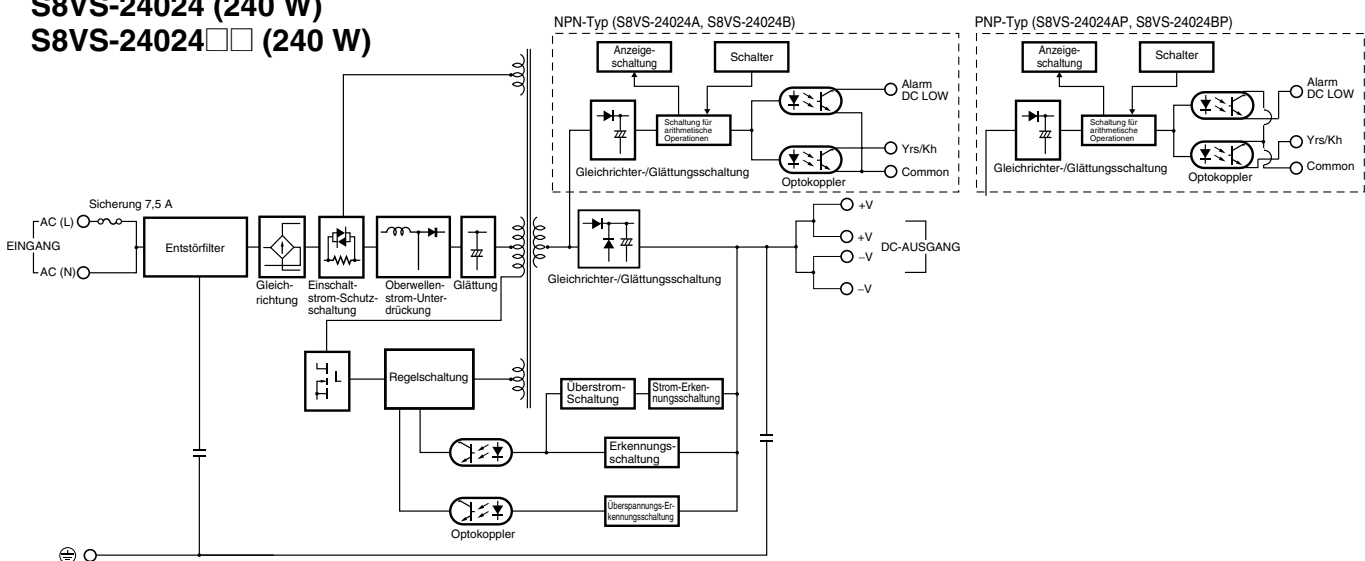 S8VS-24024 (240 W)
S8VS-24024□□ (240 W)
NPN-Typ (S8VS-24024A, S8VS-24024B)
Anzeige-
schaltung
Schalter
Alarm
DC LOW
Schaltung für
arithmetische
Operationen
Yrs/Kh
Common
Gleichrichter-/Glättungsschaltung
Optokoppler
PNP-Typ (S8VS-24024AP, S8VS-24024BP)
Anzeige-
schaltung
Schalter
Alarm
DC LOW
Schaltung für
arithmetische
Operationen
Yrs/Kh
Common
Gleichrichter-/Glättungsschaltung
Optokoppler
Sicherung 7,5 A
AC (L)
EINGANG
AC (N)
Entstörfilter
Gleich-
richtung
Einschalt-
strom-Schutz-
schaltung
Oberwellen-
strom-Unter-
drückung
Glättung
Gleichrichter-/Glättungsschaltung
+V
+V
–V
–V
DC-AUSGANG
Regelschaltung
Überstrom-
Schaltung
Strom-Erken-
nungsschaltung
Erkennungs-
schaltung
Überspannungs-Er-
kennungsschaltung
Optokoppler